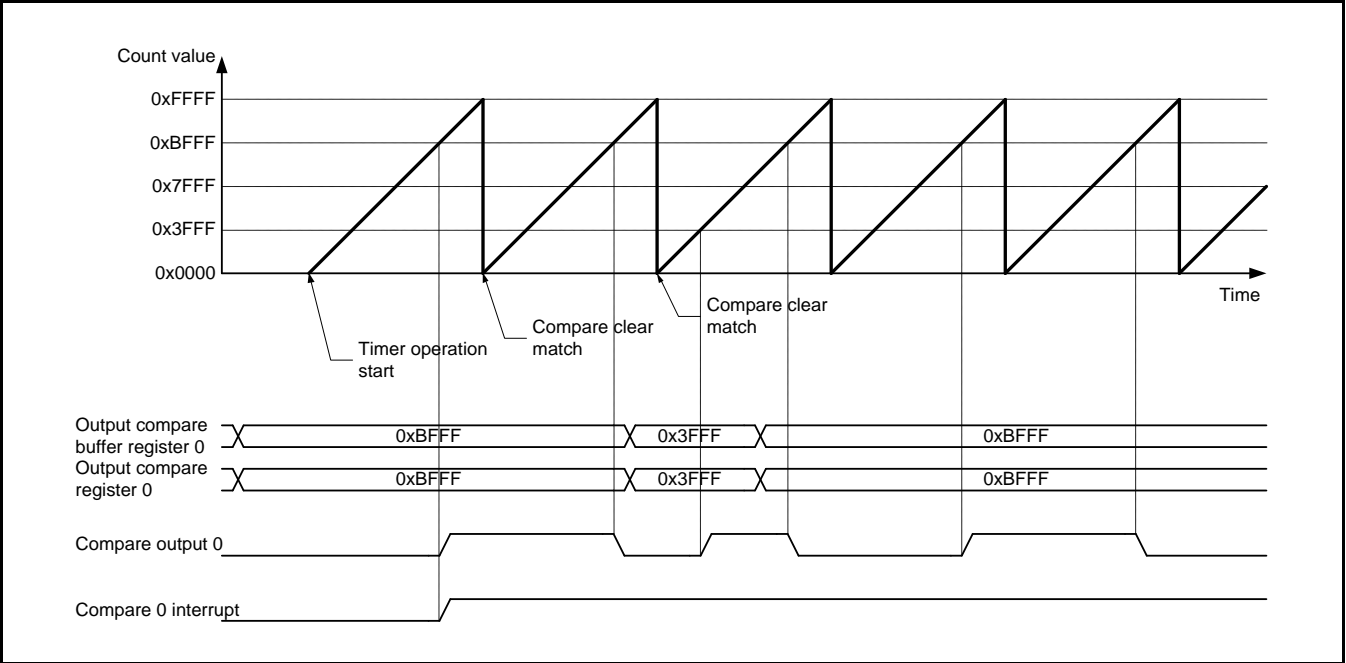 Count value
0xFFFF
0xBFFF
0x7FFF
0x3FFF
0x0000
Time
Compare clear
match
Compare clear
match
Timer operation
start
Output compare
buffer register 0
0xBFFF
0x3FFF
0xBFFF
Output compare
register 0
0xBFFF
0x3FFF
0xBFFF
Compare output 0
Compare 0 interrupt